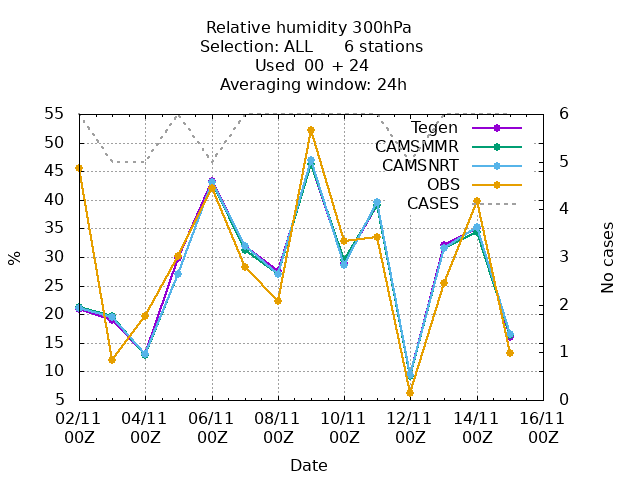 Relative humidity 300hPa
Selection: ALL 6 stations
Used 00 + 24
Averaging window: 24h
55
50
45
40
35
30
25
20
15
10
5
%
6
5
4
3
2
1
0
No cases
Tegen
CAMSMMR
CAMSNRT
OBS
CASES
02/11 04/11 06/11 08/11 10/11 12/11 14/11 16/11
00Z 00Z 00Z 00Z 00Z 00Z 00Z 00Z
Date